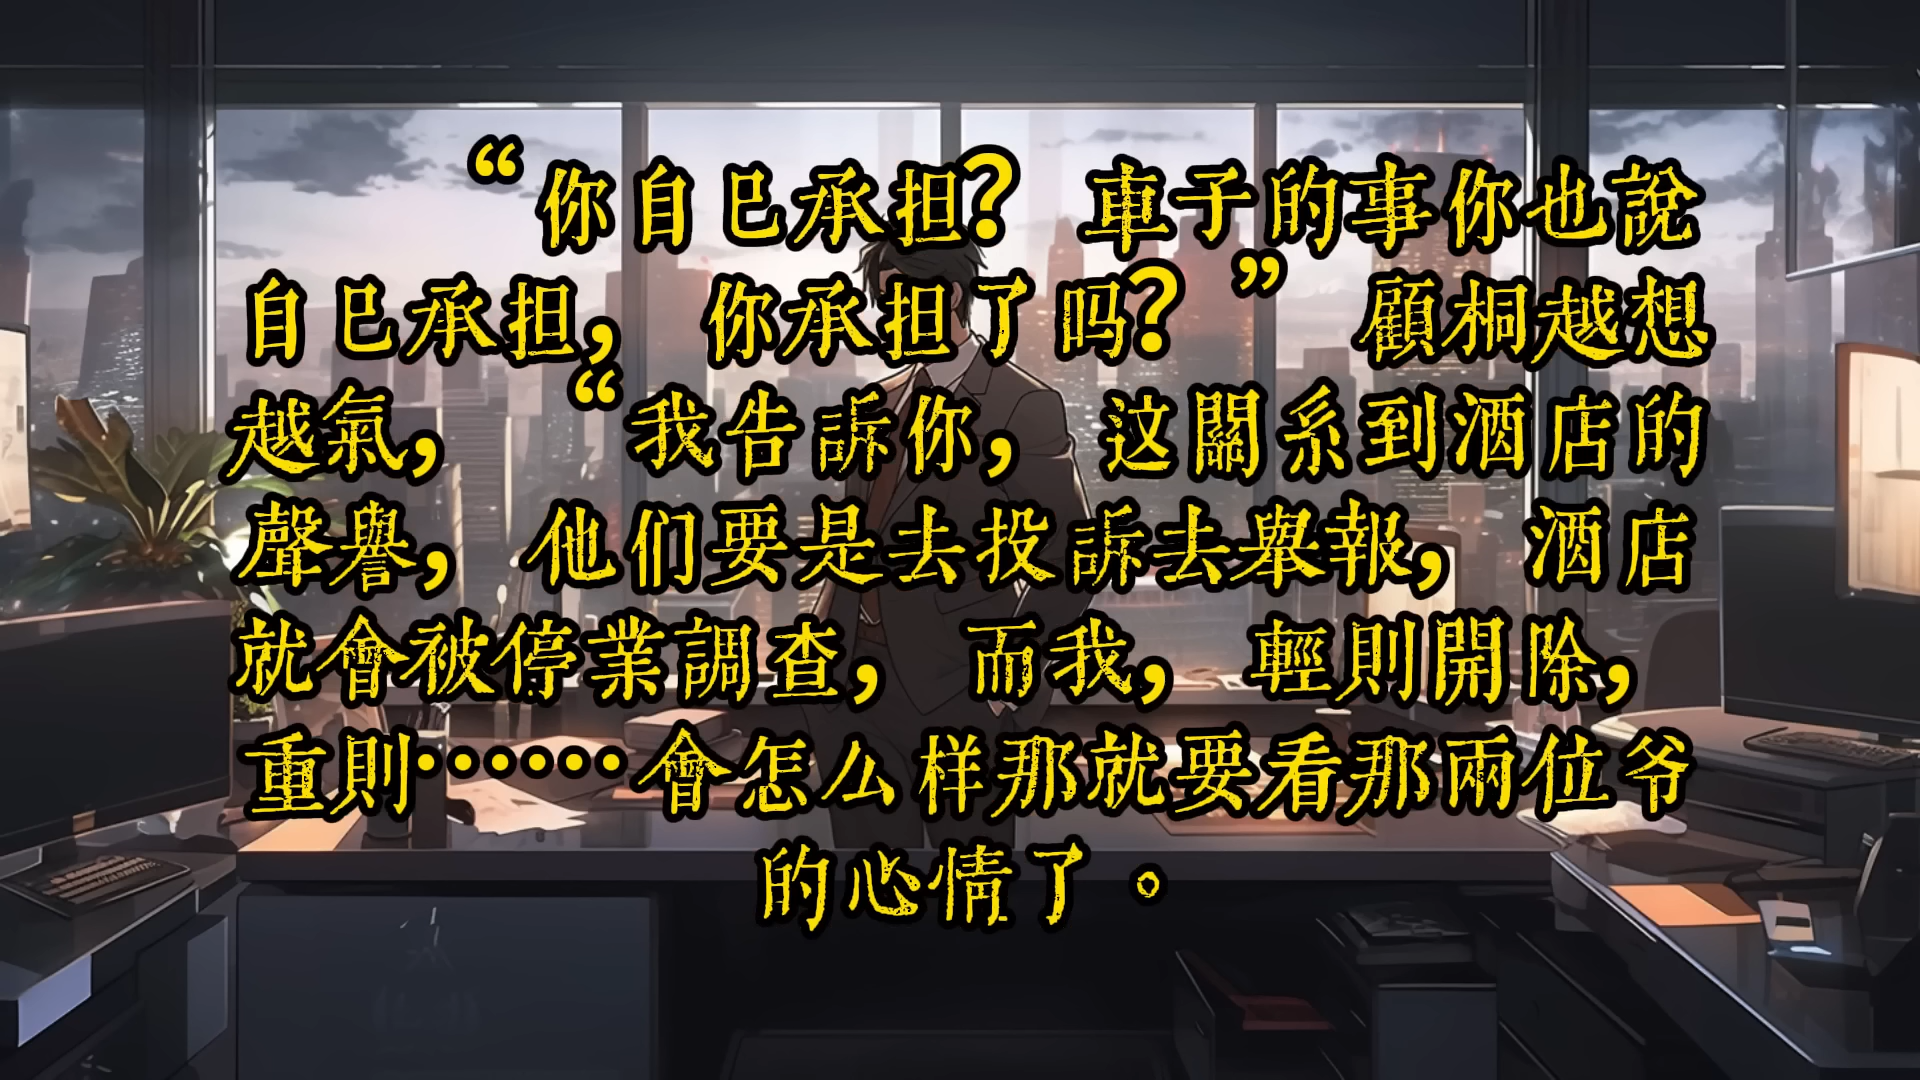 “你自已承担？車子的事你也說
自已承担，你承担了吗？”顧桐越想
越氣，“我告訴你，这關系到酒店的
聲譽，他们要是去投訴去舉報，酒店
就會被停業調查，而我，輕則開除，
重則……會怎么样那就要看那兩位爷
的心情了。